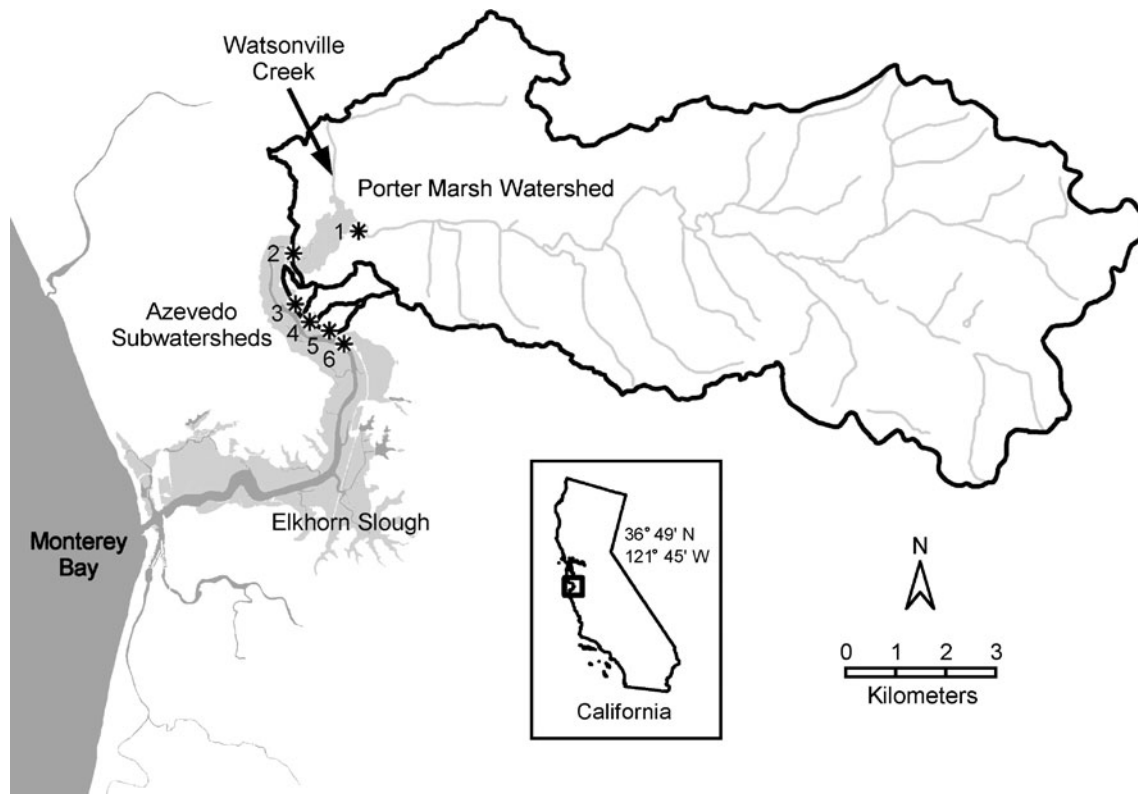 Watsonville
Creek
Porter Marsh Watershed
1
2
Azevedo
Subwatersheds
3
4
5
6
Elkhorn Slough
Monterey
Bay
36° 49' N
121° 45' W
California
N
0 1 2 3
Kilometers